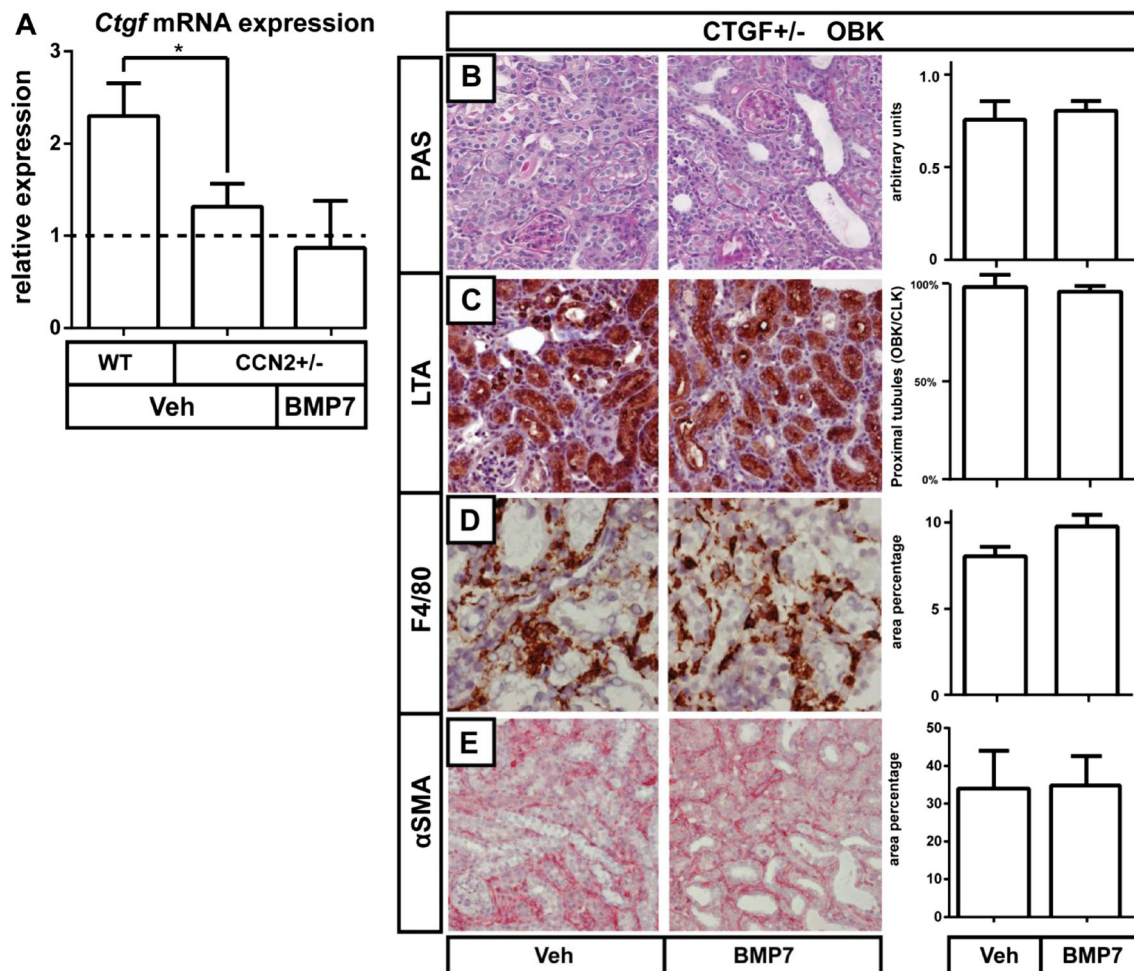 A
Ctgf mRNA expression
relative expression
3
2
1
0
*
WT
CCN2+/-
Veh
BMP7
CTGF+/- OBK
PAS
B
arbitrary units
1.0
0.5
0
LTA
C
Proximal tubules (OBK/CLK)
100%
50%
0%
F4/80
D
area percentage
10
5
0
αSMA
E
area percentage
50
40
30
20
10
0
Veh
BMP7
Veh
BMP7